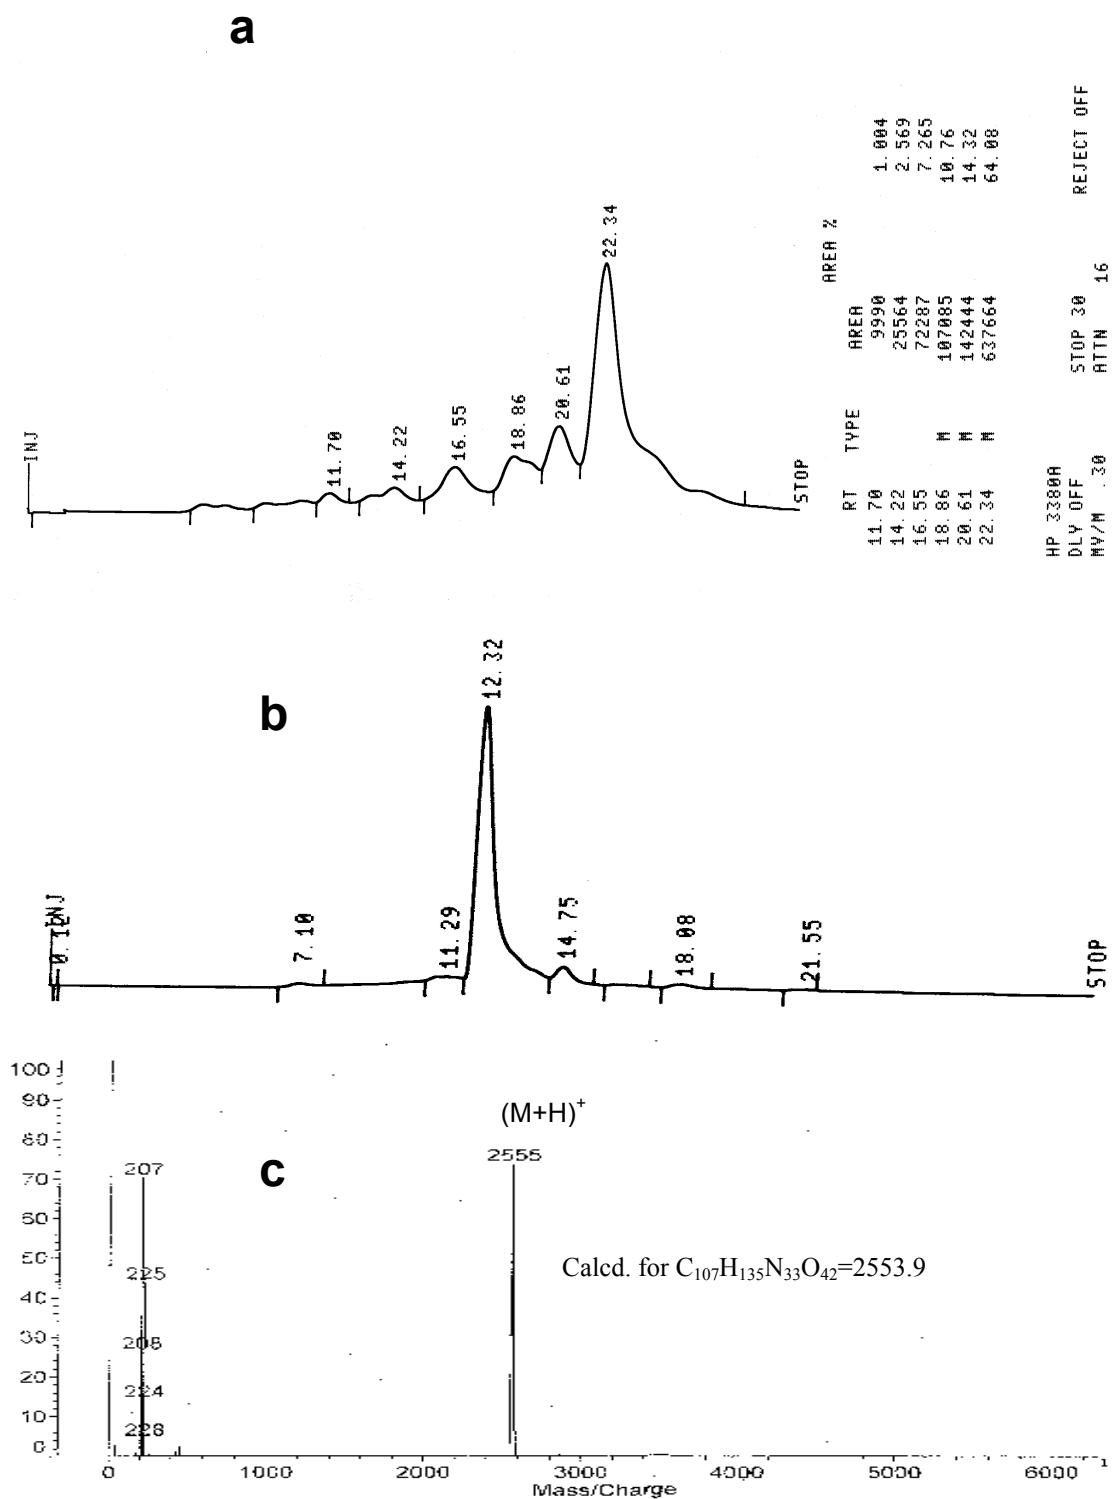 a
INJ
11.70
14.22
16.55
18.86
20.61
22.34
STOP
AREA %
RT TYPE AREA
11.70 9990 1.004
14.22 25564 2.569
16.55 72287 7.265
18.86 M 107085 10.76
20.61 M 142444 14.32
22.34 M 637664 64.08
HP 3380A
DLY OFF STOP 30 REJECT OFF
MV/M .30 ATTN 16
b
INJ
0.12
7.10
11.29
12.32
14.75
18.08
21.55
STOP
c
(M+H)+
2555
207
225
205
224
228
Calcd. for C107H135N33O42=2553.9
100
90
80
70
60
50
40
30
20
10
0
0 1000 2000 3000 4000 5000 6000
Mass/Charge
1